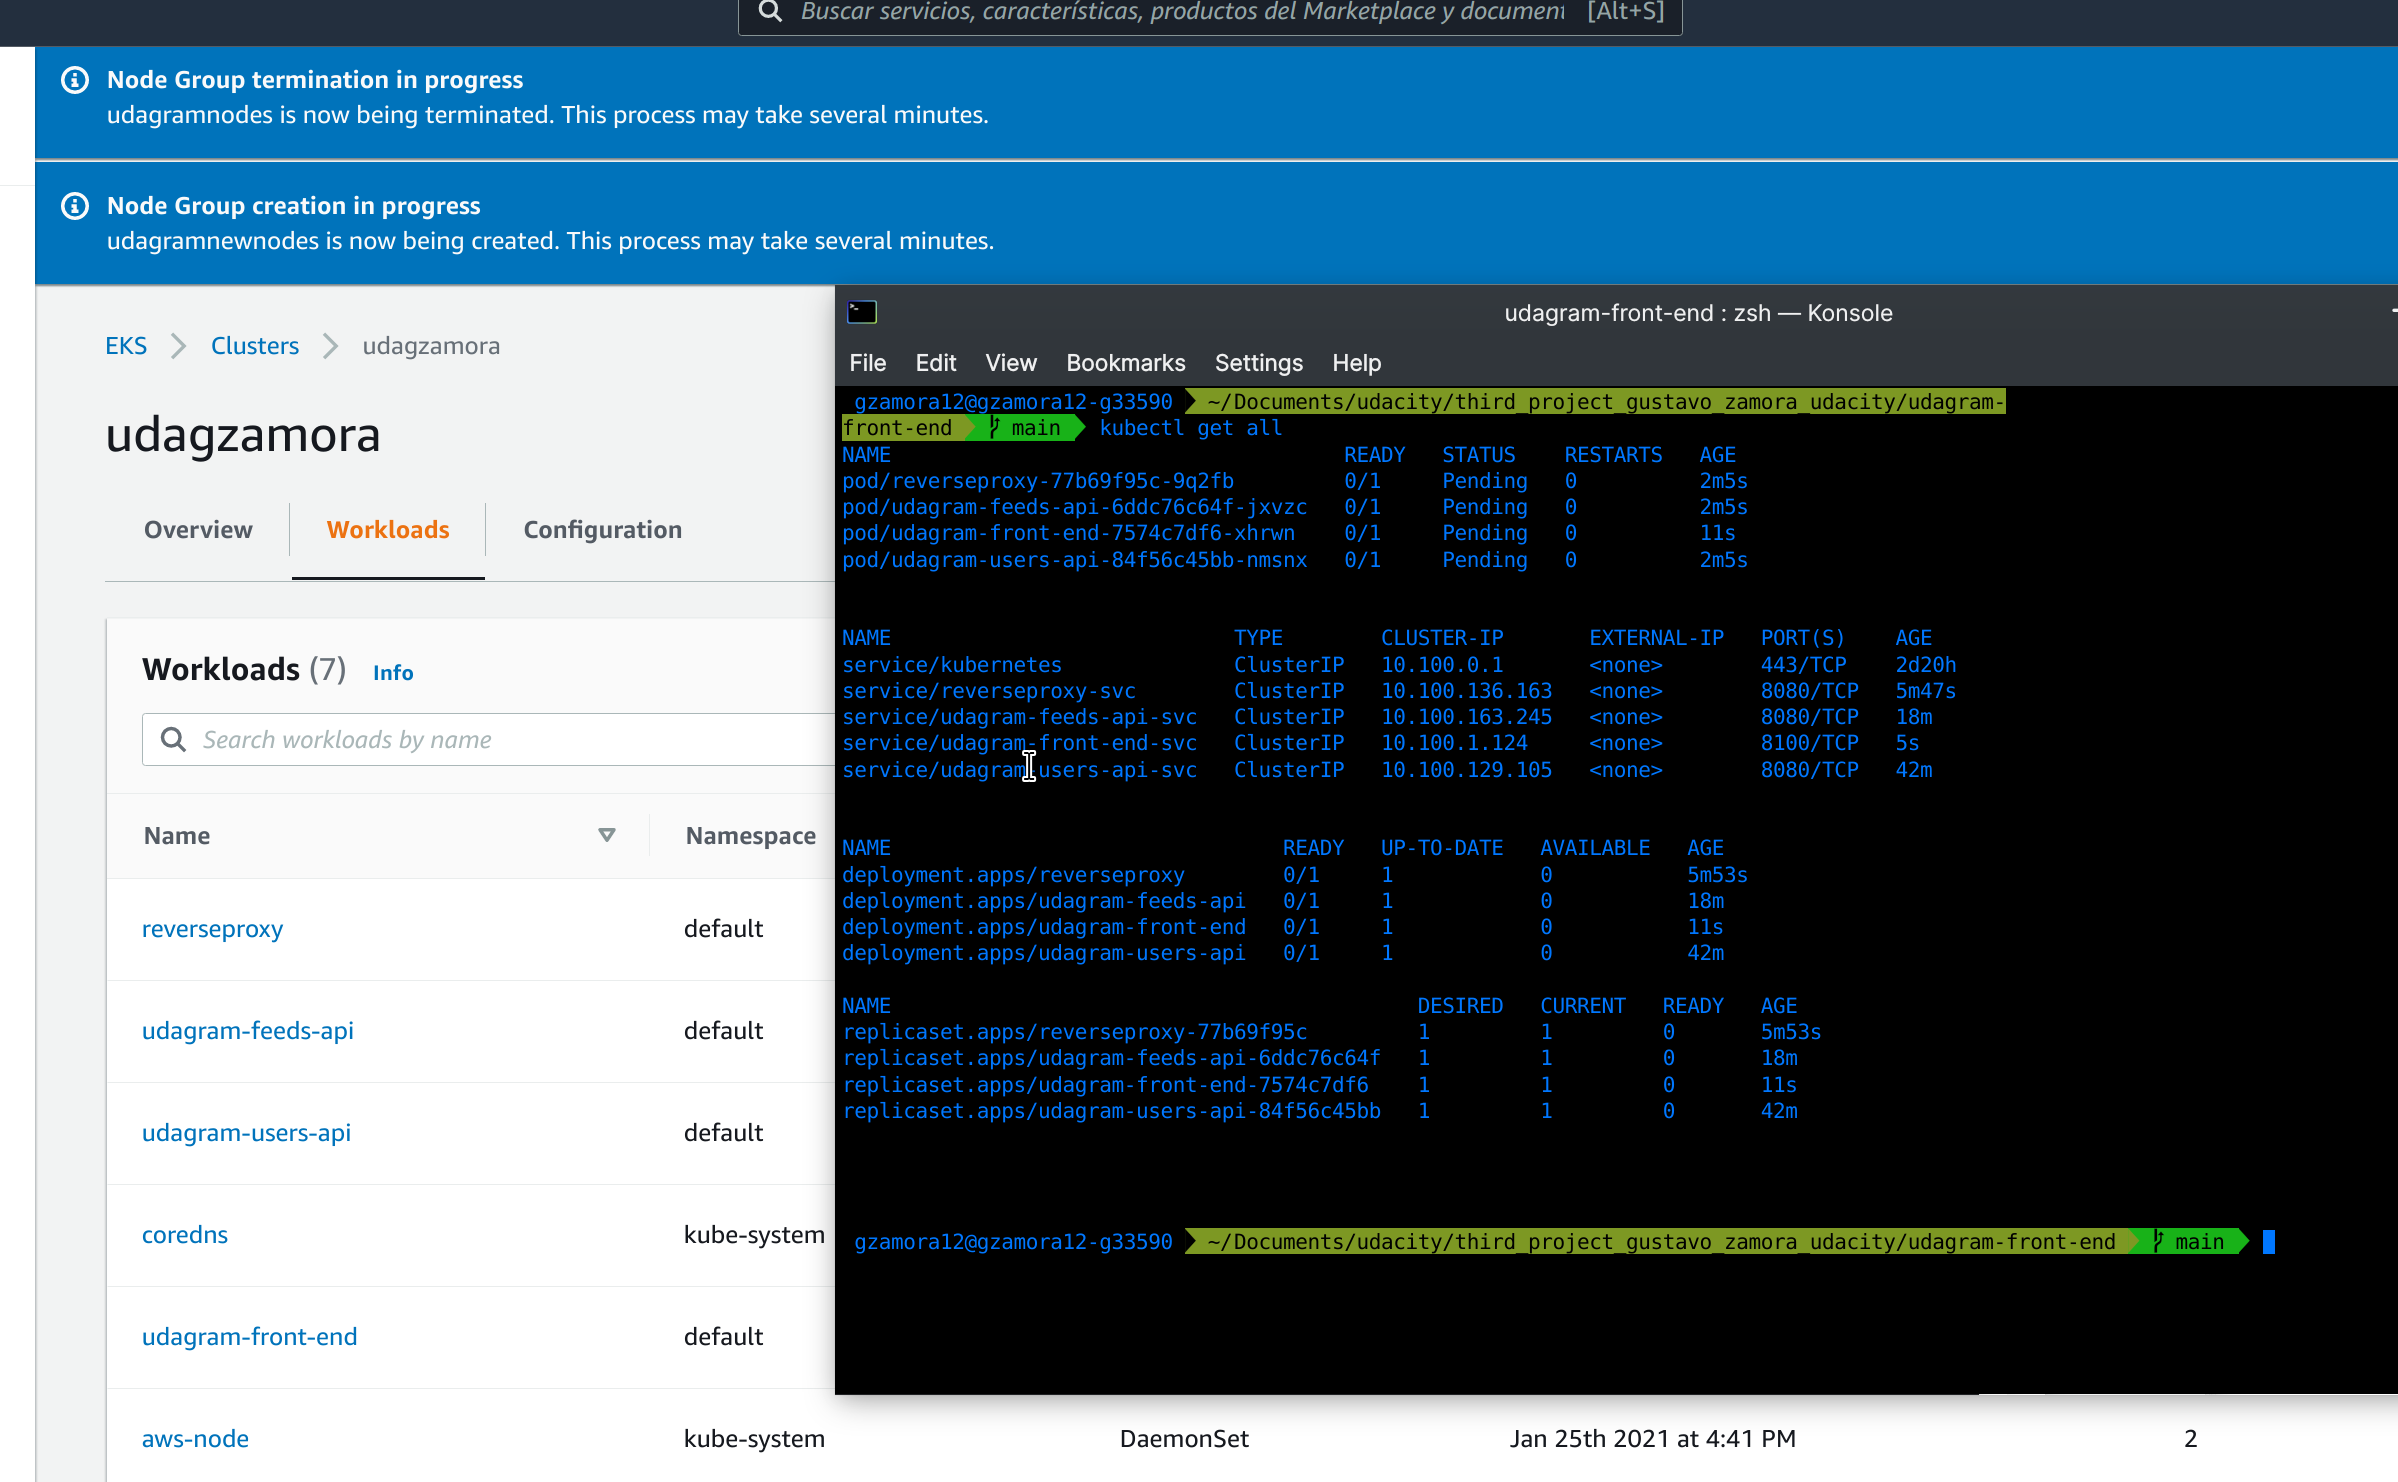 Buscar servicios, características, productos del Marketplace y document [Alt+S]
Node Group termination in progress
udagramnodes is now being terminated. This process may take several minutes.
Node Group creation in progress
udagramnewnodes is now being created. This process may take several minutes.
EKS Clusters udagzamora
udagzamora
Overview Workloads Configuration
Workloads (7) Info
Search workloads by name
Name Namespace
reverseproxy default
udagram-feeds-api default
udagram-users-api default
coredns kube-system
udagram-front-end default
aws-node kube-system DaemonSet Jan 25th 2021 at 4:41 PM 2
udagram-front-end : zsh — Konsole
File Edit View Bookmarks Settings Help
gzamora12@gzamora12-g33590 ~/Documents/udacity/third_project_gustavo_zamora_udacity/udagram-
front-end main kubectl get all
NAME READY STATUS RESTARTS AGE
pod/reverseproxy-77b69f95c-9q2fb 0/1 Pending 0 2m5s
pod/udagram-feeds-api-6ddc76c64f-jxvzc 0/1 Pending 0 2m5s
pod/udagram-front-end-7574c7df6-xhrwn 0/1 Pending 0 11s
pod/udagram-users-api-84f56c45bb-nmsnx 0/1 Pending 0 2m5s
NAME TYPE CLUSTER-IP EXTERNAL-IP PORT(S) AGE
service/kubernetes ClusterIP 10.100.0.1 <none> 443/TCP 2d20h
service/reverseproxy-svc ClusterIP 10.100.136.163 <none> 8080/TCP 5m47s
service/udagram-feeds-api-svc ClusterIP 10.100.163.245 <none> 8080/TCP 18m
service/udagram-front-end-svc ClusterIP 10.100.1.124 <none> 8100/TCP 5s
service/udagram-users-api-svc ClusterIP 10.100.129.105 <none> 8080/TCP 42m
NAME READY UP-TO-DATE AVAILABLE AGE
deployment.apps/reverseproxy 0/1 1 0 5m53s
deployment.apps/udagram-feeds-api 0/1 1 0 18m
deployment.apps/udagram-front-end 0/1 1 0 11s
deployment.apps/udagram-users-api 0/1 1 0 42m
NAME DESIRED CURRENT READY AGE
replicaset.apps/reverseproxy-77b69f95c 1 1 0 5m53s
replicaset.apps/udagram-feeds-api-6ddc76c64f 1 1 0 18m
replicaset.apps/udagram-front-end-7574c7df6 1 1 0 11s
replicaset.apps/udagram-users-api-84f56c45bb 1 1 0 42m
gzamora12@gzamora12-g33590 ~/Documents/udacity/third_project_gustavo_zamora_udacity/udagram-front-end main